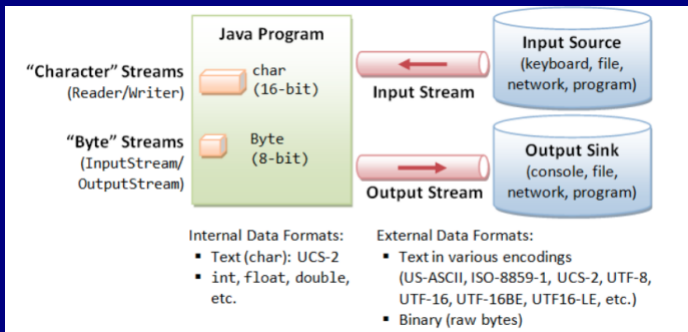 Java Program
“Character” Streams
(Reader/Writer)
char
(16-bit)
“Byte” Streams
(InputStream/
OutputStream)
Byte
(8-bit)
Input Stream
Output Stream
Input Source
(keyboard, file,
network, program)
Output Sink
(console, file,
network, program)
Internal Data Formats:
▪ Text (char): UCS-2
▪ int, float, double,
etc.
External Data Formats:
▪ Text in various encodings
(US-ASCII, ISO-8859-1, UCS-2, UTF-8,
UTF-16, UTF-16BE, UTF16-LE, etc.)
▪ Binary (raw bytes)